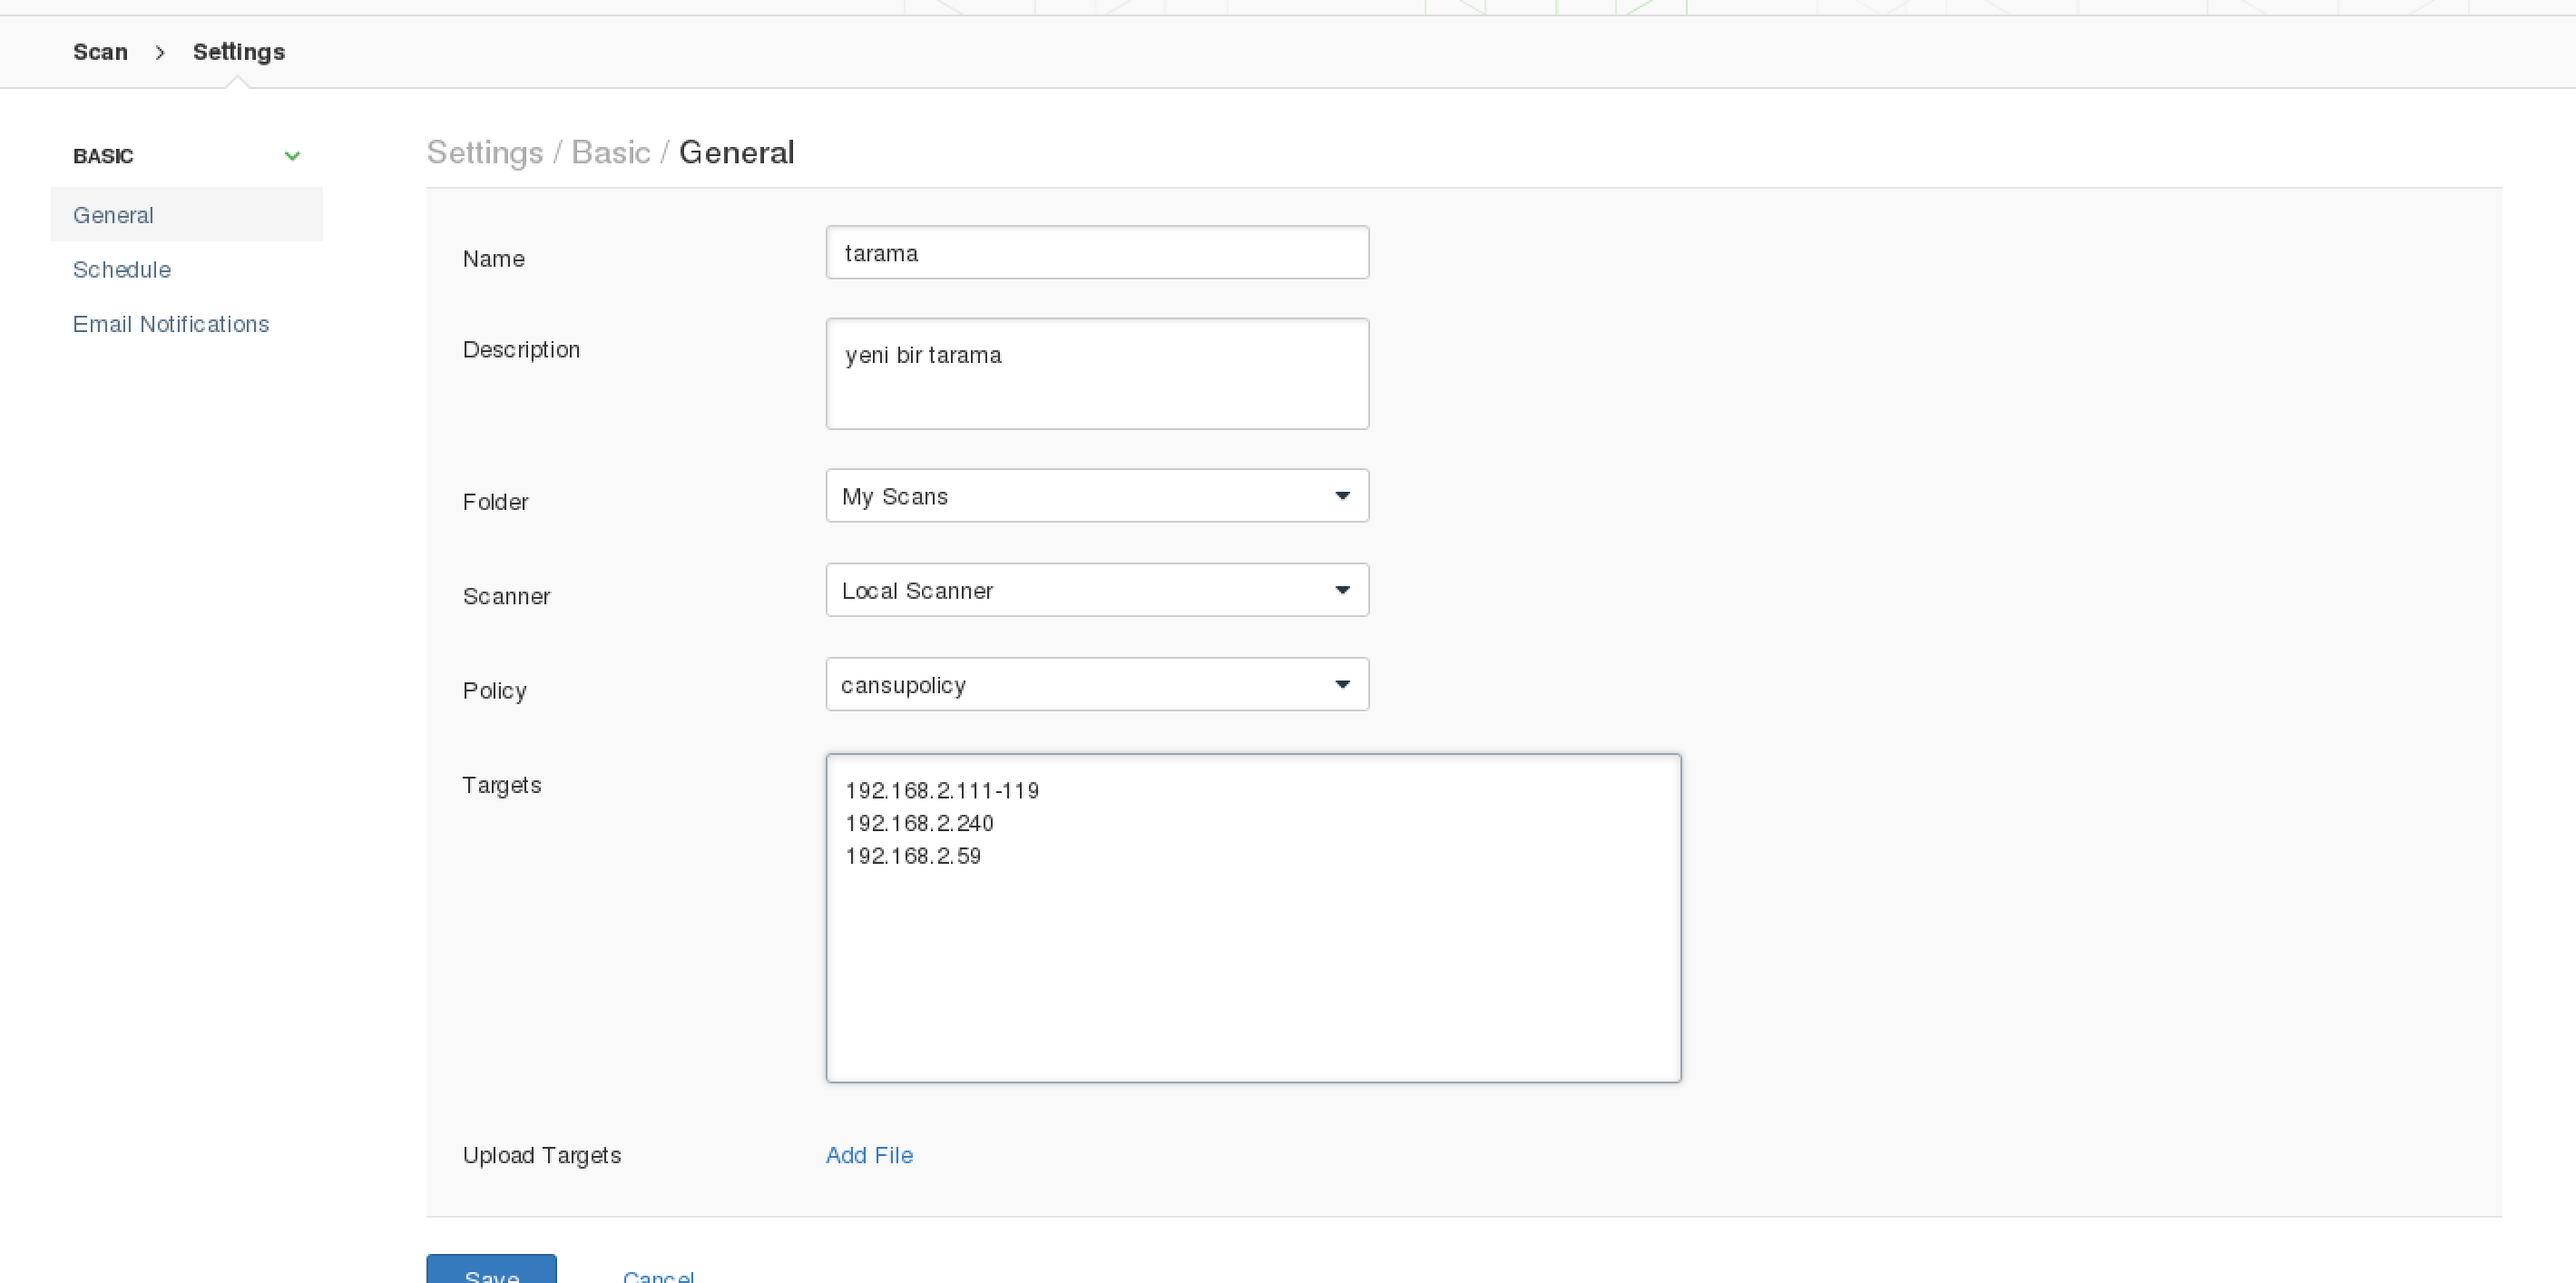 Scan > Settings
BASIC
General
Schedule
Email Notifications
Settings / Basic / General
Name
tarama
Description
yeni bir tarama
Folder
My Scans
Scanner
Local Scanner
Policy
cansupolicy
Targets
192.168.2.111-119
192.168.2.240
192.168.2.59
Upload Targets
Add File
Save
Cancel